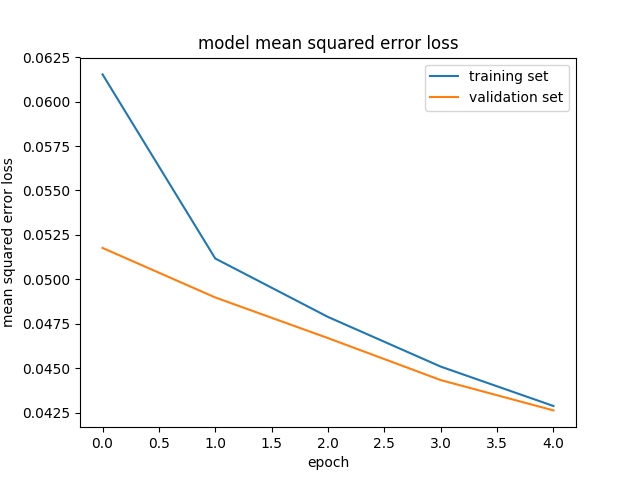 model mean squared error loss
training set
validation set
0.0625
0.0600
0.0575
0.0550
0.0525
0.0500
0.0475
0.0450
0.0425
mean squared error loss
0.0 0.5 1.0 1.5 2.0 2.5 3.0 3.5 4.0
epoch